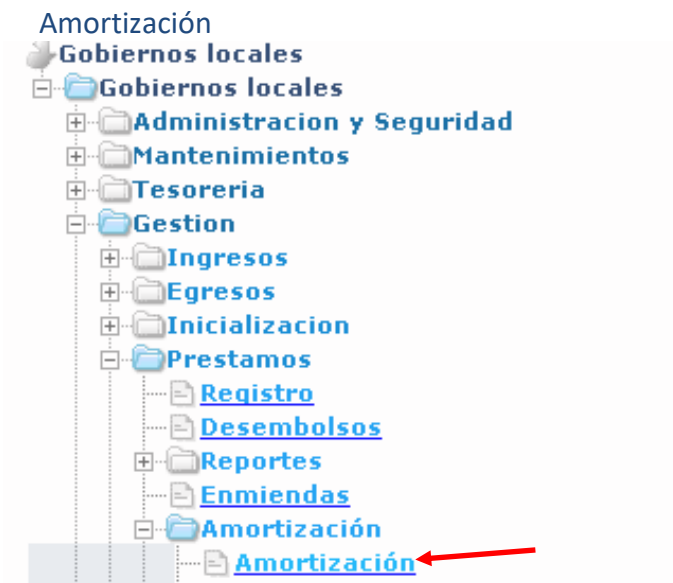 Amortización
Gobiernos locales
Gobiernos locales
Administracion y Seguridad
Mantenimientos
Tesoreria
Gestion
Ingresos
Egresos
Inicializacion
Prestamos
Registro
Desembolsos
Reportes
Enmiendas
Amortización
Amortización